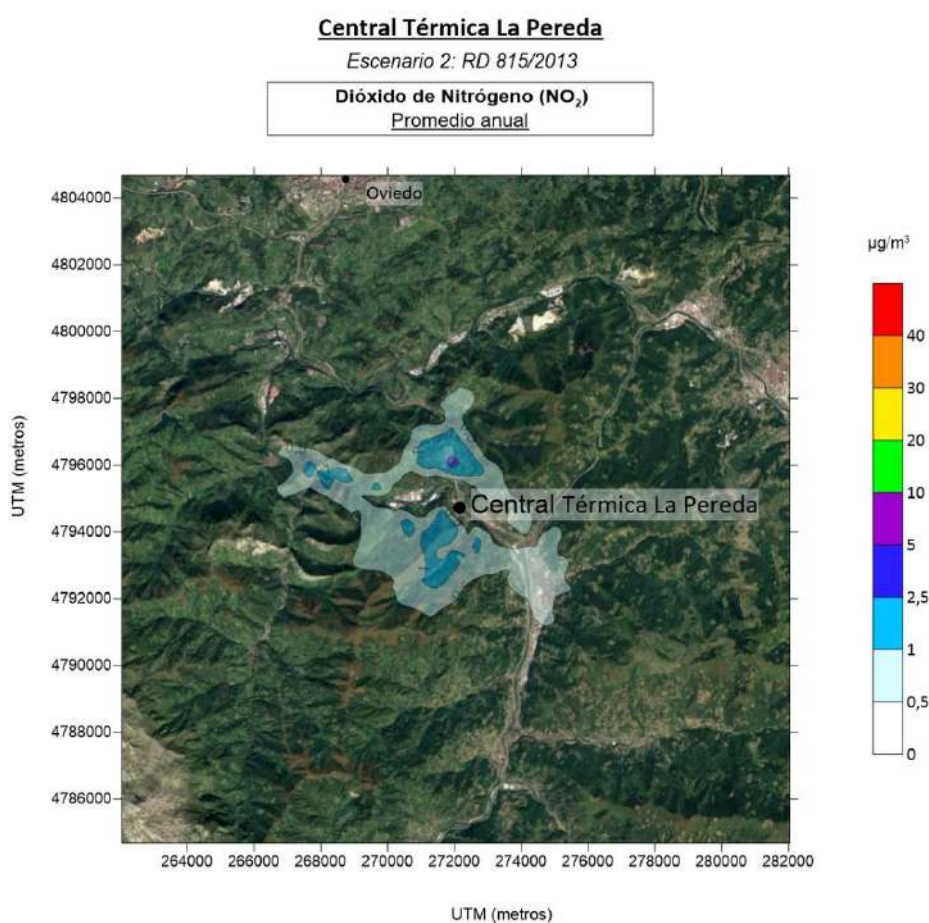 Central Térmica La Pereda
Escenario 2: RD 815/2013
Dióxido de Nitrógeno (NO₂)
Promedio anual
4804000
4802000
4800000
4798000
4796000
4794000
4792000
4790000
4788000
4786000
UTM (metros)
Oviedo
Central Térmica La Pereda
264000 266000 268000 270000 272000 274000 276000 278000 280000 282000
UTM (metros)
µg/m³
40
30
20
10
5
2,5
1
0,5
0